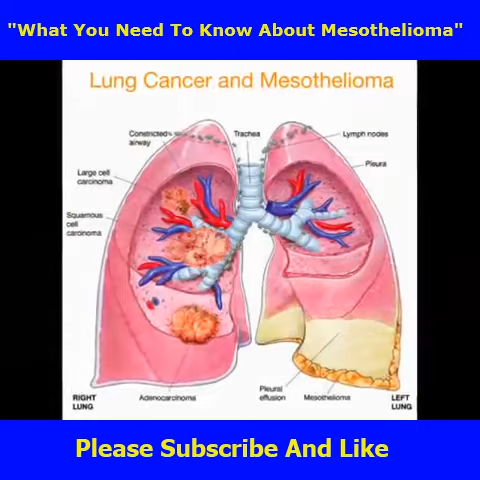 "What You Need To Know About Mesothelioma"
Lung Cancer and Mesothelioma
Constricted airway
Trachea
Lymph nodes
Pleura
Large cell carcinoma
Squamous cell carcinoma
RIGHT LUNG
Adenocarcinoma
Pleural effusion
Mesothelioma
LEFT LUNG
Please Subscribe And Like